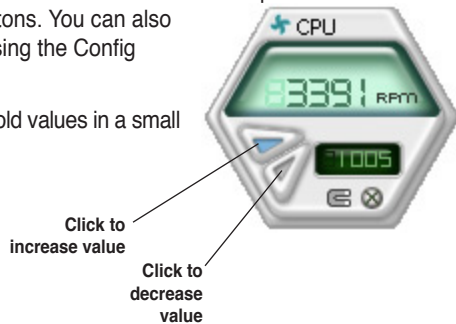 tons. You can also
CPU
sing the Config
3391 RPM
old values in a small
1005
Click to
increase value
Click to
decrease
value